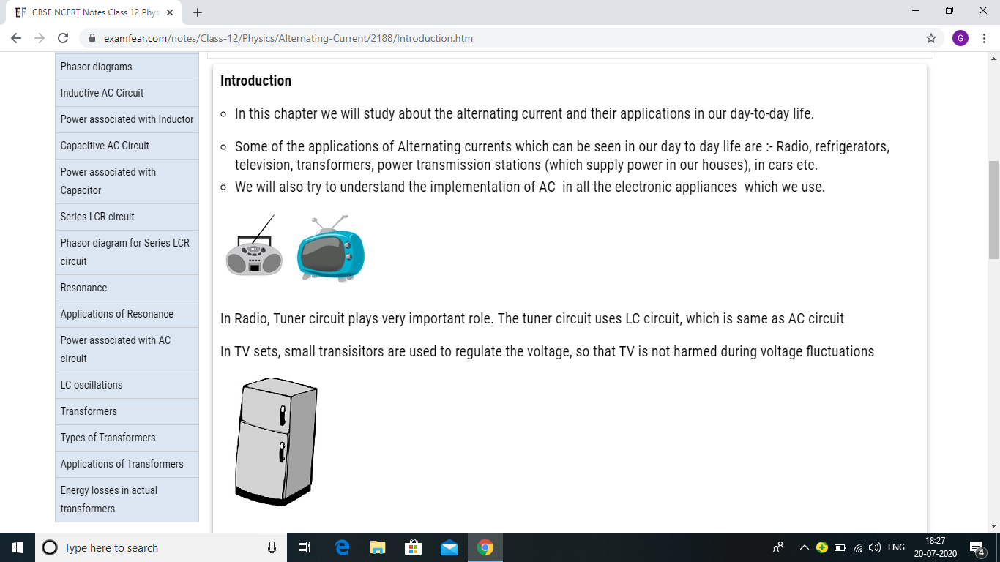 CBSE NCERT Notes Class 12 Phys
examfear.com/notes/Class-12/Physics/Alternating-Current/2188/Introduction.htm
G
Phasor diagrams
Inductive AC Circuit
Power associated with Inductor
Capacitive AC Circuit
Power associated with
Capacitor
Series LCR circuit
Phasor diagram for Series LCR
circuit
Resonance
Applications of Resonance
Power associated with AC
circuit
LC oscillations
Transformers
Types of Transformers
Applications of Transformers
Energy losses in actual
transformers
Introduction
In this chapter we will study about the alternating current and their applications in our day-to-day life.
Some of the applications of Alternating currents which can be seen in our day to day life are :- Radio, refrigerators,
television, transformers, power transmission stations (which supply power in our houses), in cars etc.
We will also try to understand the implementation of AC  in all the electronic appliances  which we use.
In Radio, Tuner circuit plays very important role. The tuner circuit uses LC circuit, which is same as AC circuit
In TV sets, small transisitors are used to regulate the voltage, so that TV is not harmed during voltage fluctuations
Type here to search
ENG
18:27
20-07-2020
4